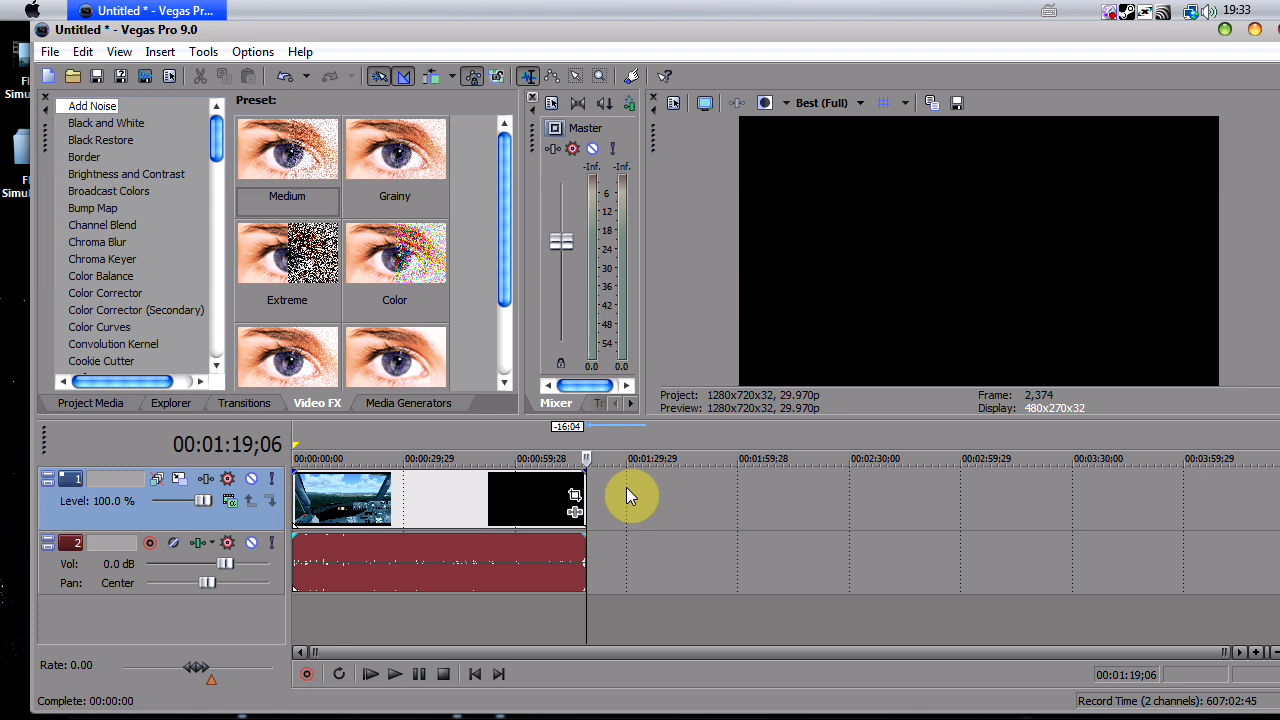 Untitled * - Vegas Pr...
19:33
Untitled * - Vegas Pro 9.0
File Edit View Insert Tools Options Help
Add Noise
Black and White
Black Restore
Border
Brightness and Contrast
Broadcast Colors
Bump Map
Channel Blend
Chroma Blur
Chroma Keyer
Color Balance
Color Corrector
Color Corrector (Secondary)
Color Curves
Convolution Kernel
Cookie Cutter
Preset:
Medium
Grainy
Extreme
Color
Project Media Explorer Transitions Video FX Media Generators
Master
-Inf. -Inf.
6
12
18
24
30
36
42
48
54
0.0 0.0
Mixer
Best (Full)
Project: 1280x720x32, 29.970p
Preview: 1280x720x32, 29.970p
Frame: 2,374
Display: 480x270x32
-16;04
00:01:19;06
00:00:00;00 00:00:29;29 00:00:59;28 00:01:29;29 00:01:59;28 00:02:30;00 00:02:59;29 00:03:30;00 00:03:59;29
1
Level: 100.0 %
2
Vol: 0.0 dB
Pan: Center
Rate: 0.00
00:01:19;06
Complete: 00:00:00
Record Time (2 channels): 607:02:45